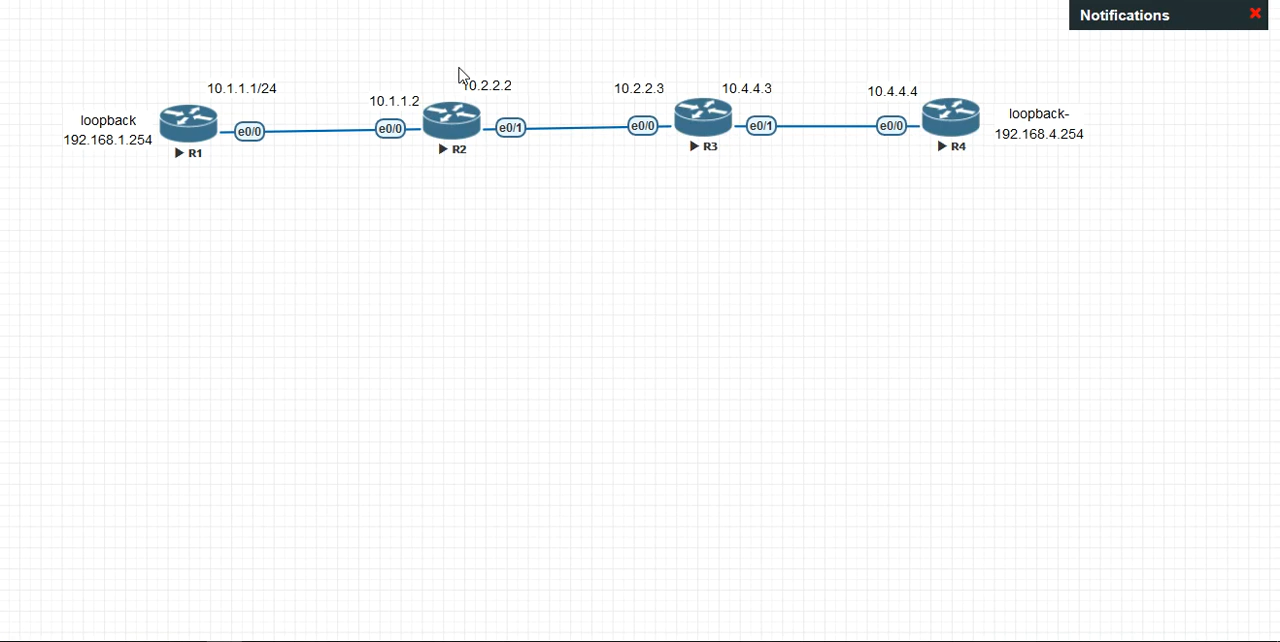 Notifications
10.1.1.1/24
loopback
192.168.1.254
e0/0
R1
10.1.1.2
10.2.2.2
e0/0
e0/1
R2
10.2.2.3
10.4.4.3
e0/0
e0/1
R3
10.4.4.4
e0/0
R4
loopback-
192.168.4.254